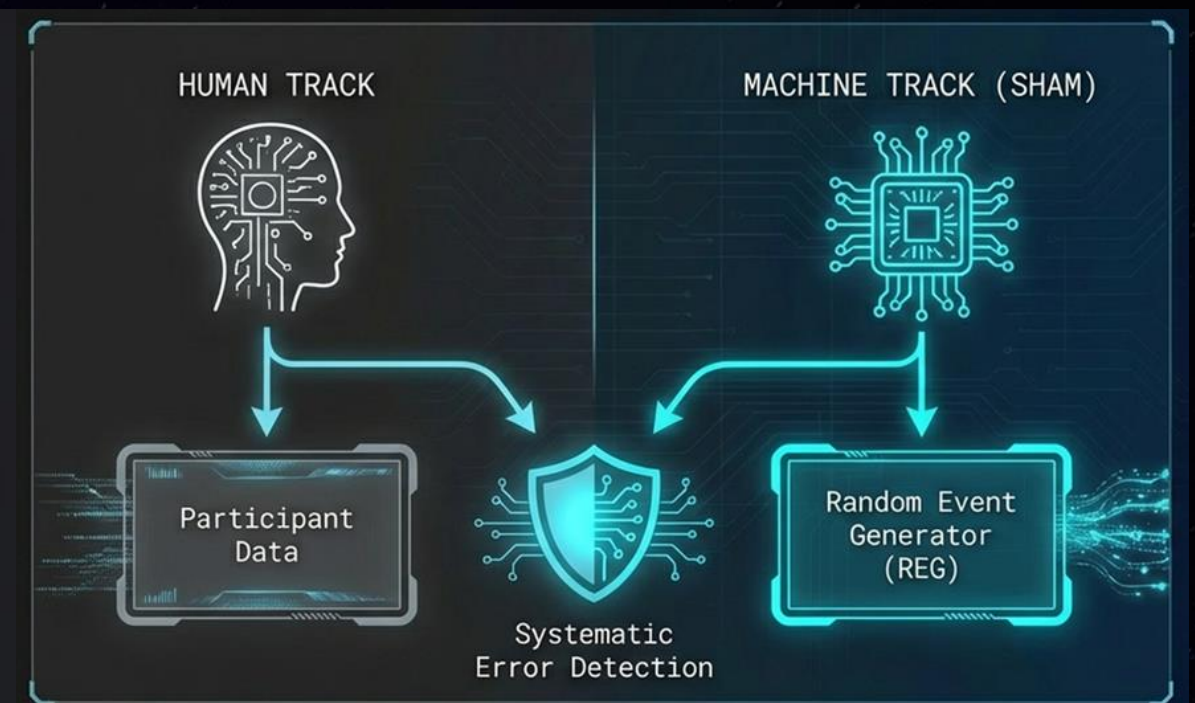 HUMAN TRACK
MACHINE TRACK (SHAM)
Participant
Data
Systematic
Error Detection
Random Event
Generator
(REG)